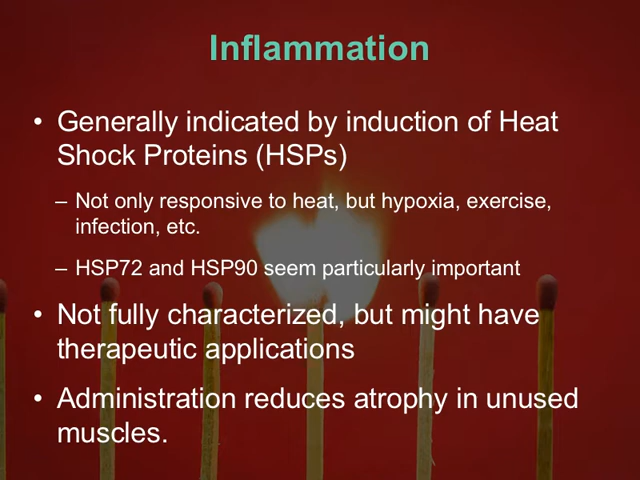 Inflammation
• Generally indicated by induction of Heat
Shock Proteins (HSPs)
– Not only responsive to heat, but hypoxia, exercise,
infection, etc.
– HSP72 and HSP90 seem particularly important
• Not fully characterized, but might have
therapeutic applications
• Administration reduces atrophy in unused
muscles.